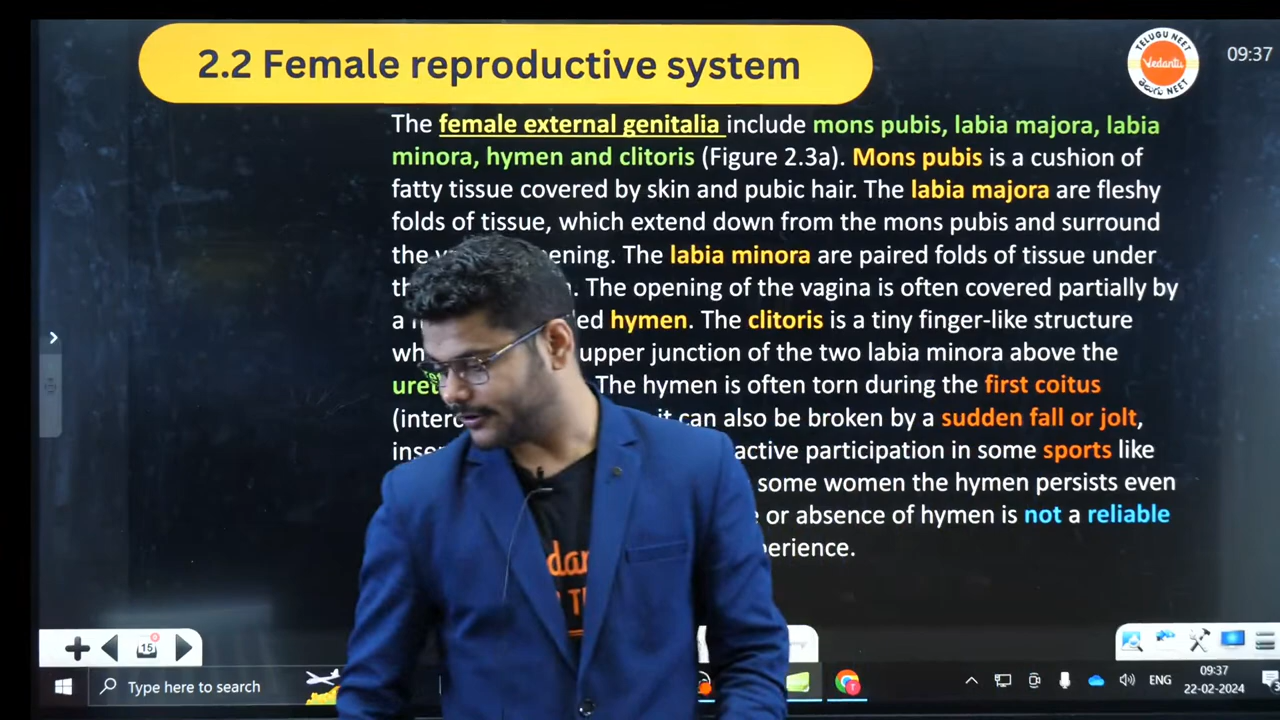 2.2 Female reproductive system
TELUGU NEET
Vedantu
తెలుగు NEET
09:37
The female external genitalia include mons pubis, labia majora, labia
minora, hymen and clitoris (Figure 2.3a). Mons pubis is a cushion of
fatty tissue covered by skin and pubic hair. The labia majora are fleshy
folds of tissue, which extend down from the mons pubis and surround
the ening. The labia minora are paired folds of tissue under
. The opening of the vagina is often covered partially by
a led hymen. The clitoris is a tiny finger-like structure
upper junction of the two labia minora above the
The hymen is often torn during the first coitus
it can also be broken by a sudden fall or jolt,
active participation in some sports like
some women the hymen persists even
or absence of hymen is not a reliable
perience.
15
Type here to search
ENG
09:37
22-02-2024